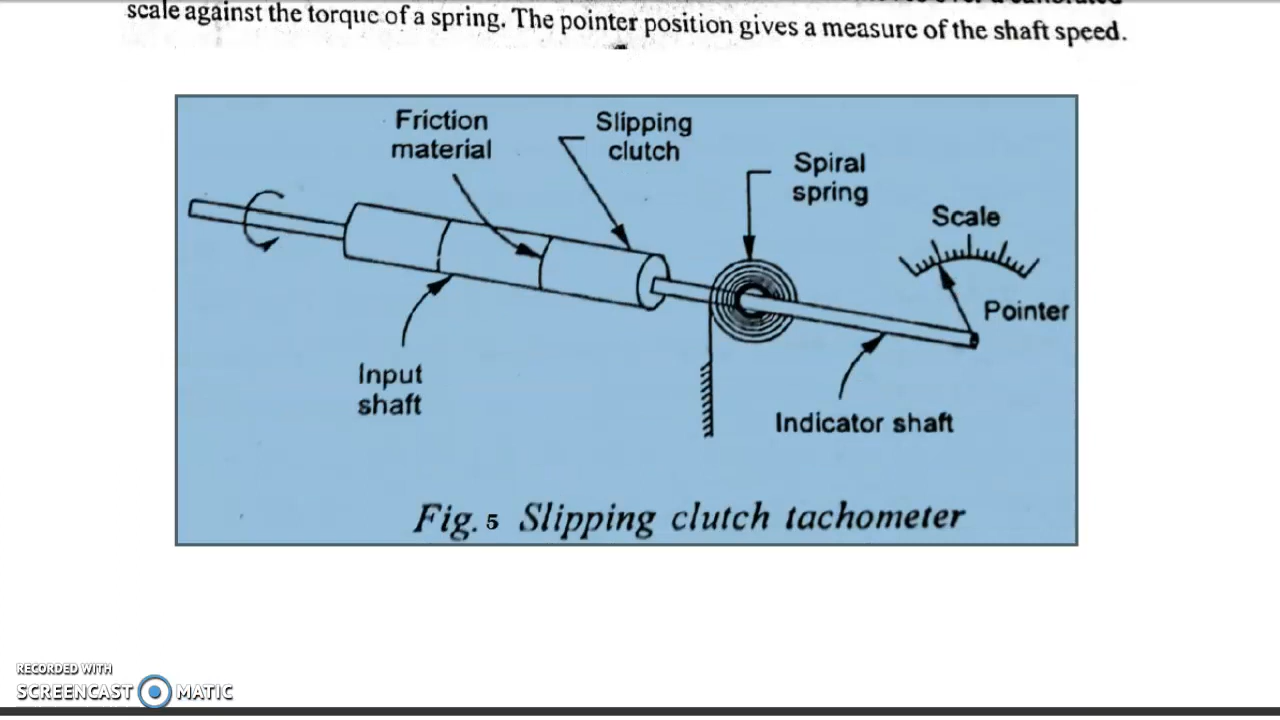 scale against the torque of a spring. The pointer position gives a measure of the shaft speed.
Friction
material
Slipping
clutch
Spiral
spring
Scale
Pointer
Input
shaft
Indicator shaft
Fig. 5 Slipping clutch tachometer
RECORDED WITH
SCREENCAST MATIC